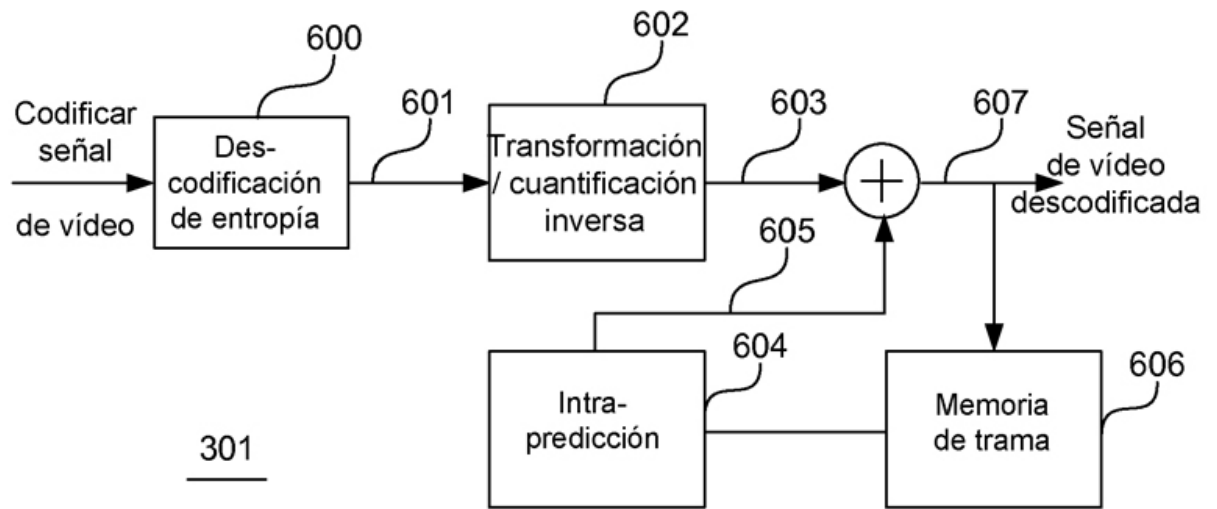 600
602
Codificar
señal
de vídeo
Des-
codificación
de entropía
601
Transformación
/ cuantificación
inversa
603
607
Señal
de vídeo
descodificada
605
604
606
Intra-
predicción
Memoria
de trama
301